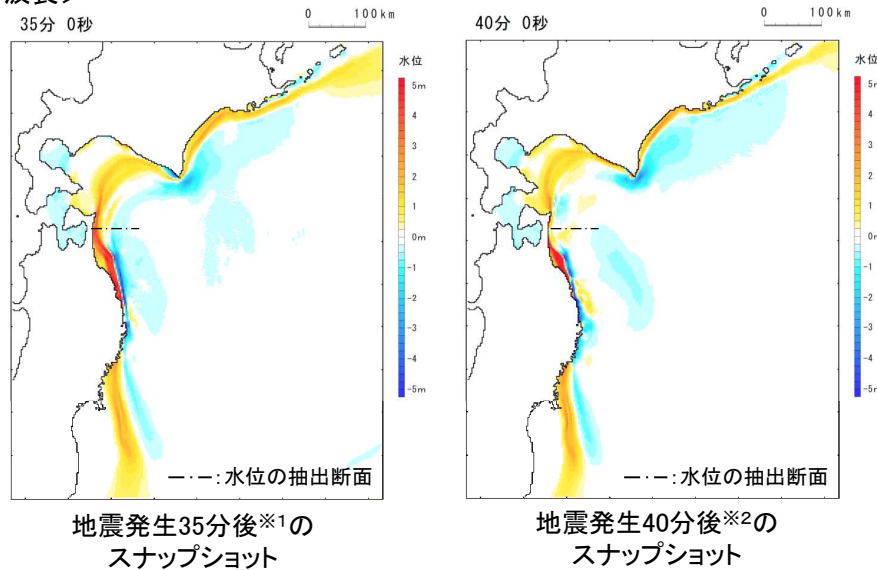 35分 0秒
0 100km
水位
5m
4
3
2
1
0m
-1
-2
-3
-4
-5m
—・—:水位の抽出断面
地震発生35分後※1の
スナップショット
40分 0秒
0 100km
水位
5m
4
3
2
1
0m
-1
-2
-3
-4
-5m
—・—:水位の抽出断面
地震発生40分後※2の
スナップショット